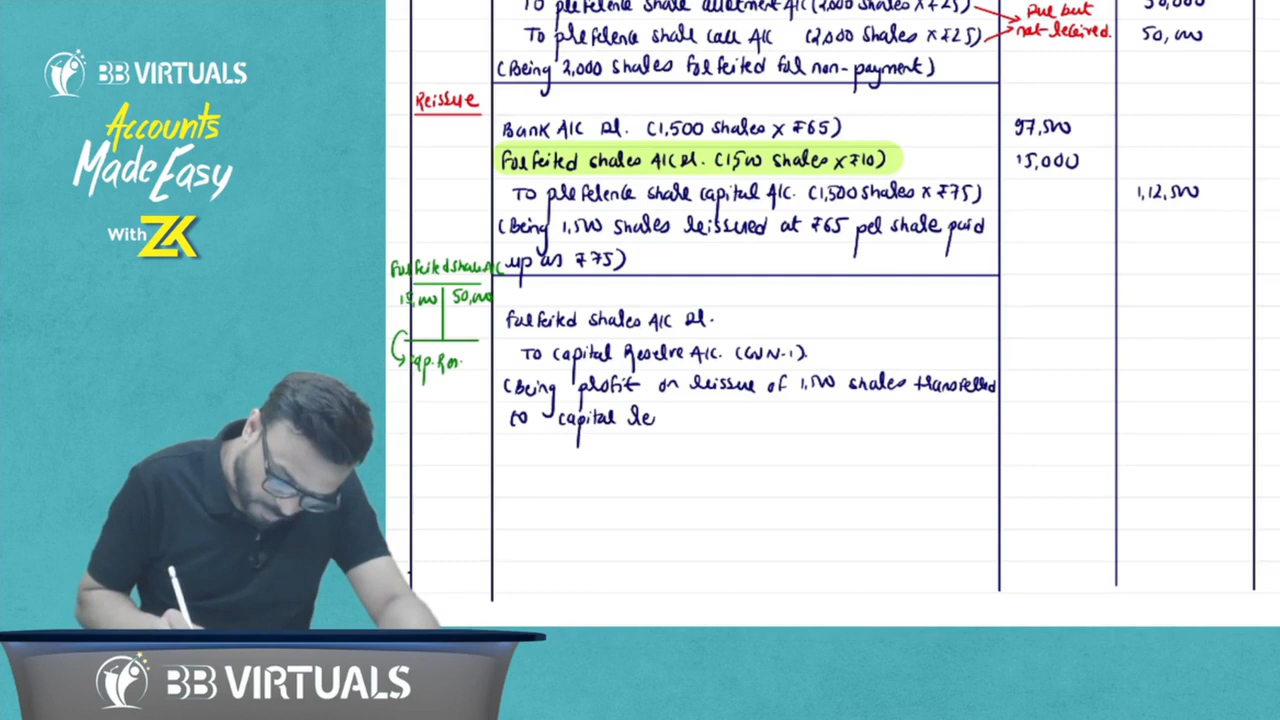 BB VIRTUALS
Accounts
Made Easy
With ZK
To preference share allotment A/C (2,000 shares x ₹25)
50,000
Due but
not received.
To preference share call A/C (2,000 shares x ₹25)
50,000
(Being 2,000 shares forfeited for non-payment)
Reissue
Bank A/C Dr. (1,500 shares x ₹65)
97,500
Forfeited shares A/C Dr. (1,500 shares x ₹10)
15,000
To preference share capital A/C. (1,500 shares x ₹75)
1,12,500
(Being 1,500 shares reissued at ₹65 per share paid
up as ₹75)
Forfeited shares A/C
15,000 50,000
Cap. Res.
Forfeited shares A/C Dr.
To Capital Reserve A/C. (WN-1).
(Being profit on reissue of 1,500 shares transferred
to capital re
BB VIRTUALS